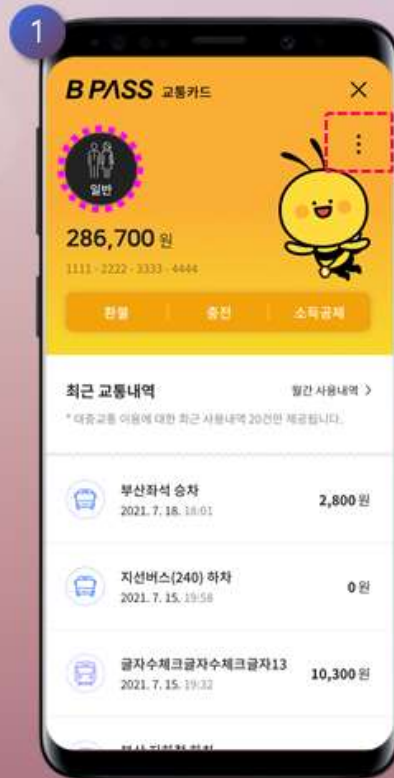 1
B PASS 교통카드
일반
286,700 원
1111 - 2222 - 3333 - 4444
환불
충전
소득공제
최근 교통내역
월간 사용내역 >
* 대중교통 이용에 대한 최근 사용내역 20건만 제공됩니다.
부산좌석 승차
2,800 원
2021. 7. 18. 18:01
지선버스(240) 하차
0 원
2021. 7. 15. 19:58
글자수체크글자수체크글자13
10,300 원
2021. 7. 15. 19:32